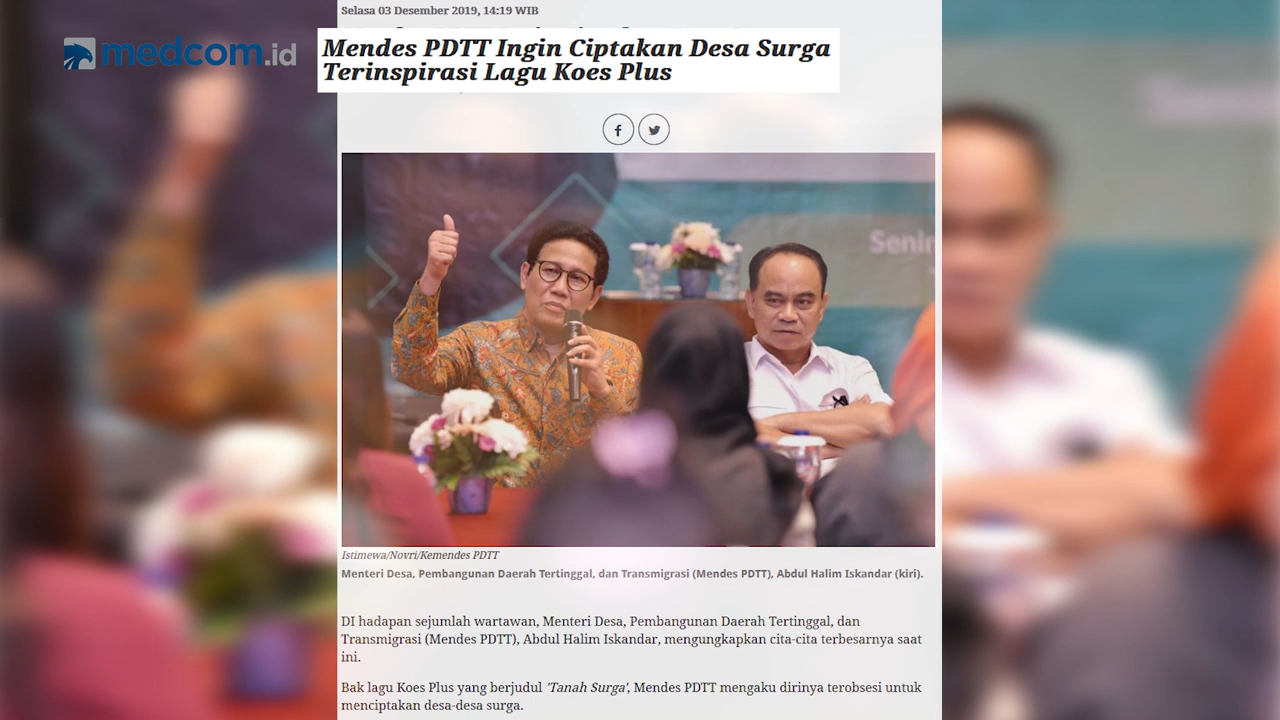 Selasa 03 Desember 2019, 14:19 WIB
medcom.id
Mendes PDTT Ingin Ciptakan Desa Surga
Terinspirasi Lagu Koes Plus
Senin
Istimewa/Novri/Kemendes PDTT
Menteri Desa, Pembangunan Daerah Tertinggal, dan Transmigrasi (Mendes PDTT), Abdul Halim Iskandar (kiri).
DI hadapan sejumlah wartawan, Menteri Desa, Pembangunan Daerah Tertinggal, dan
Transmigrasi (Mendes PDTT), Abdul Halim Iskandar, mengungkapkan cita-cita terbesarnya saat
ini.
Bak lagu Koes Plus yang berjudul 'Tanah Surga', Mendes PDTT mengaku dirinya terobsesi untuk
menciptakan desa-desa surga.